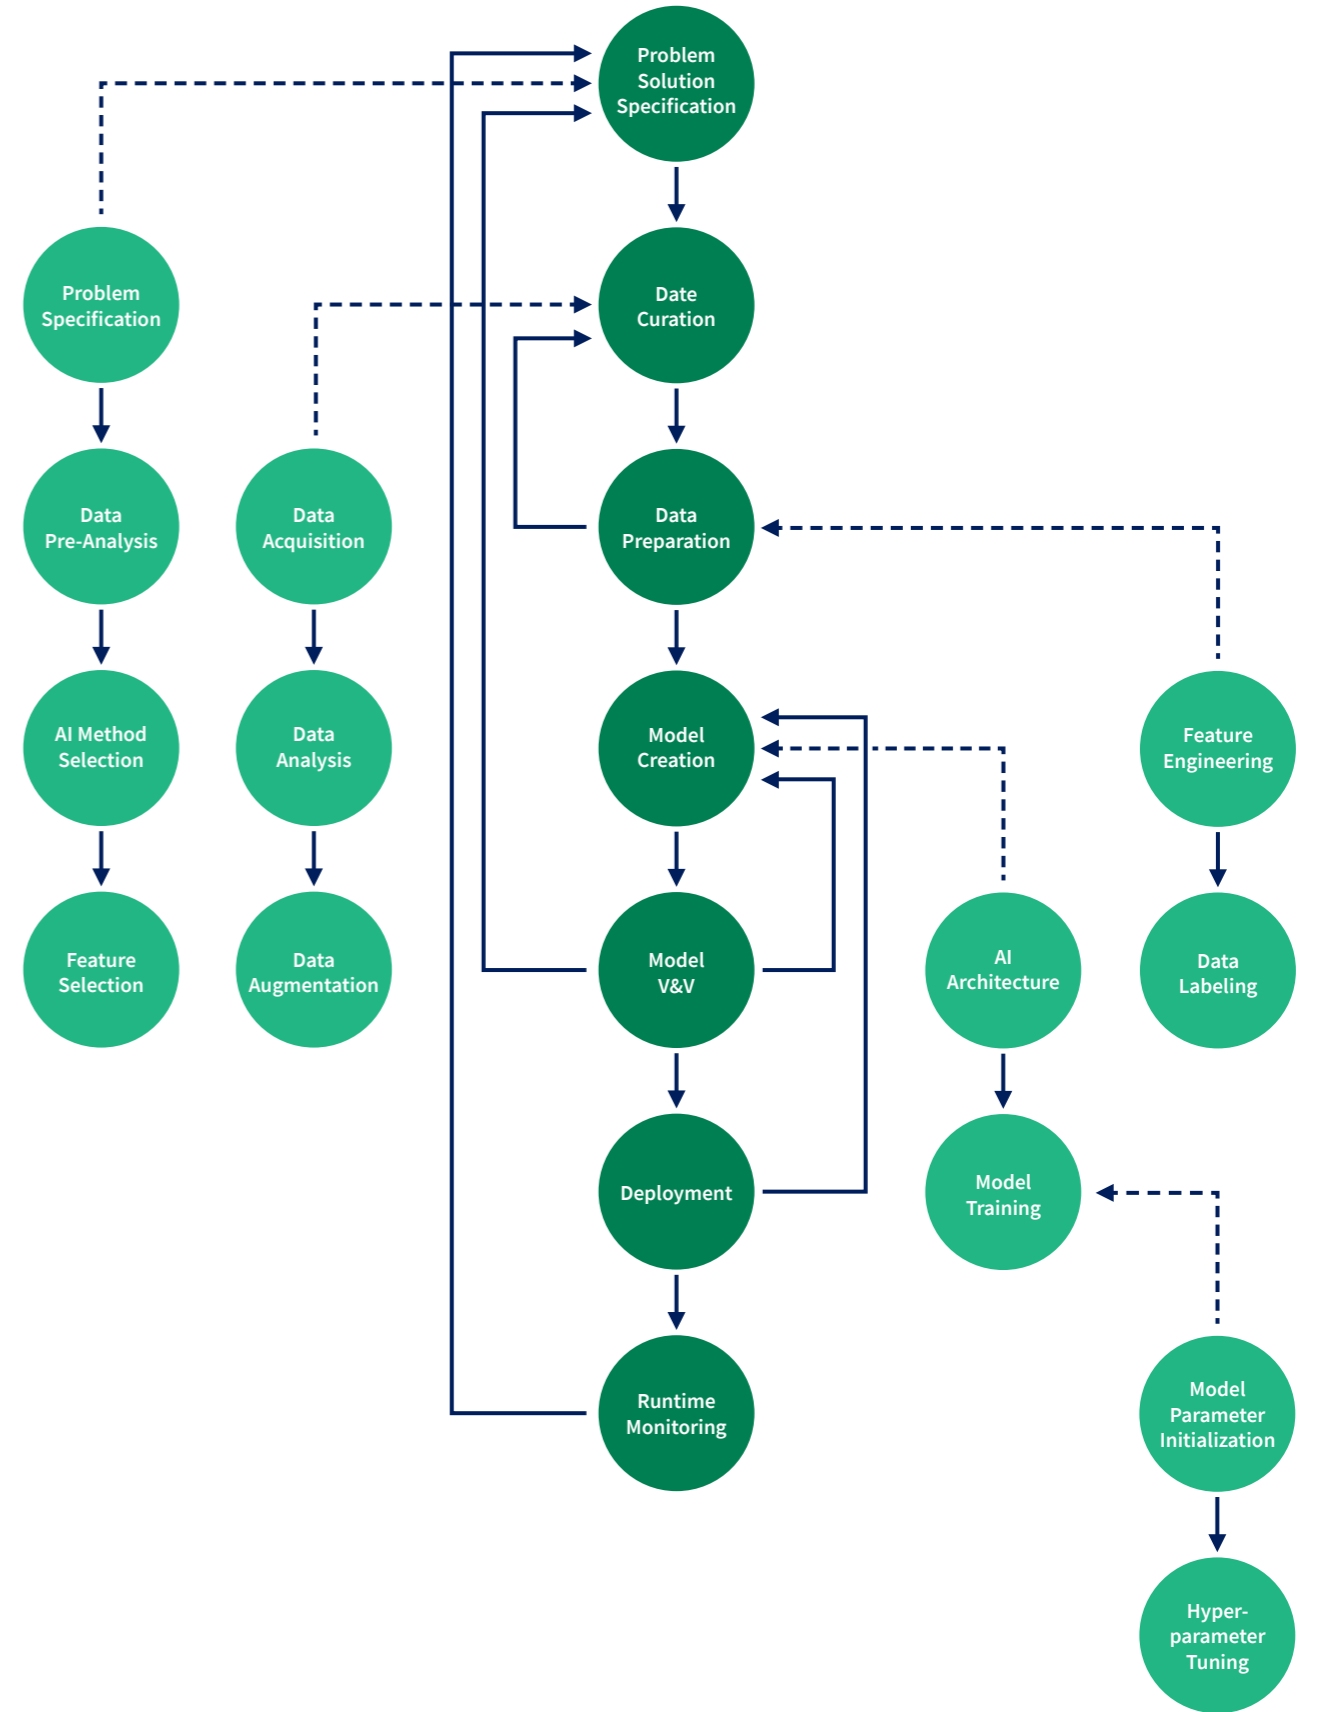 Problem
Solution
Specification
Problem
Specification
Date
Curation
Data
Pre-Analysis
Data
Acquisition
Data
Preparation
AI Method
Selection
Data
Analysis
Model
Creation
Feature
Engineering
Feature
Selection
Data
Augmentation
Model
V&V
AI
Architecture
Data
Labeling
Deployment
Model
Training
Runtime
Monitoring
Model
Parameter
Initialization
Hyper-
parameter
Tuning